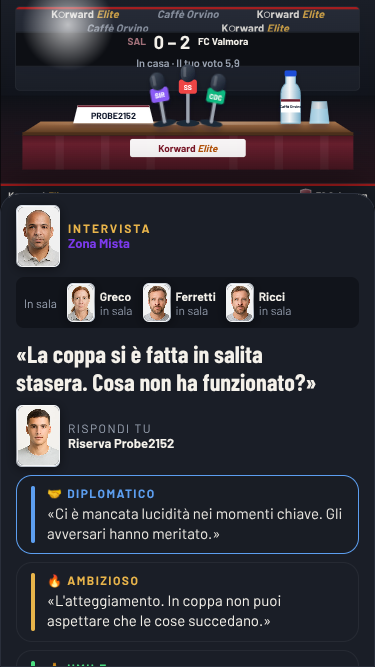 Korward Elite Caffè Orvino Korward Elite
Caffè Orvino Korward Elite
SAL 0 – 2 FC Valmora
In casa · Il tuo voto 5,9
SIR SS CDC
PROBE2152
Caffè Orvino
Korward Elite
INTERVISTA
Zona Mista
In sala
Greco
in sala
Ferretti
in sala
Ricci
in sala
«La coppa si è fatta in salita
stasera. Cosa non ha funzionato?»
RISPONDI TU
Riserva Probe2152
🤝 DIPLOMATICO
«Ci è mancata lucidità nei momenti chiave. Gli
avversari hanno meritato.»
🔥 AMBIZIOSO
«L'atteggiamento. In coppa non puoi
aspettare che le cose succedano.»